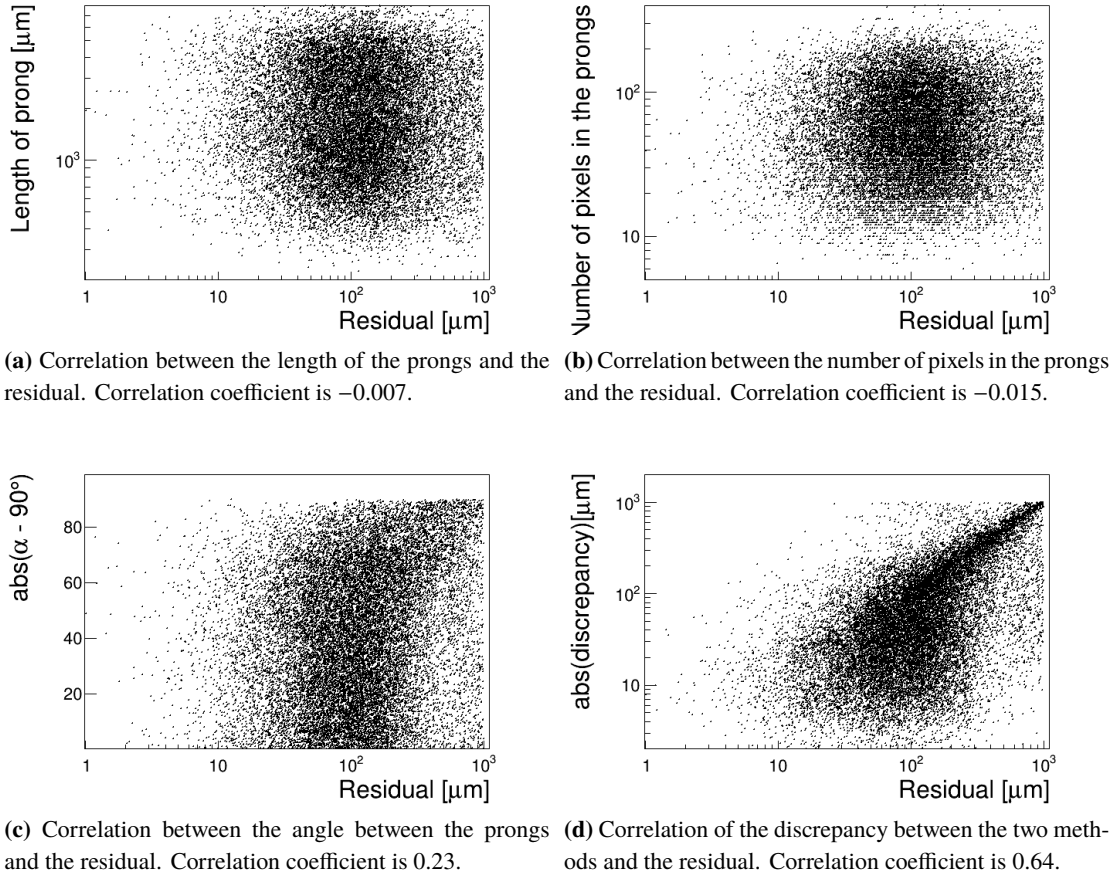 Length of prong [μm]
10³
1 10 10² 10³
Residual [μm]
Number of pixels in the prongs
10²
10
1 10 10² 10³
Residual [μm]
(a) Correlation between the length of the prongs and the
residual. Correlation coefficient is −0.007.
(b) Correlation between the number of pixels in the prongs
and the residual. Correlation coefficient is −0.015.
abs(α - 90°)
80
60
40
20
1 10 10² 10³
Residual [μm]
abs(discrepancy)[μm]
10³
10²
10
1 10 10² 10³
Residual [μm]
(c) Correlation between the angle between the prongs
and the residual. Correlation coefficient is 0.23.
(d) Correlation of the discrepancy between the two meth-
ods and the residual. Correlation coefficient is 0.64.